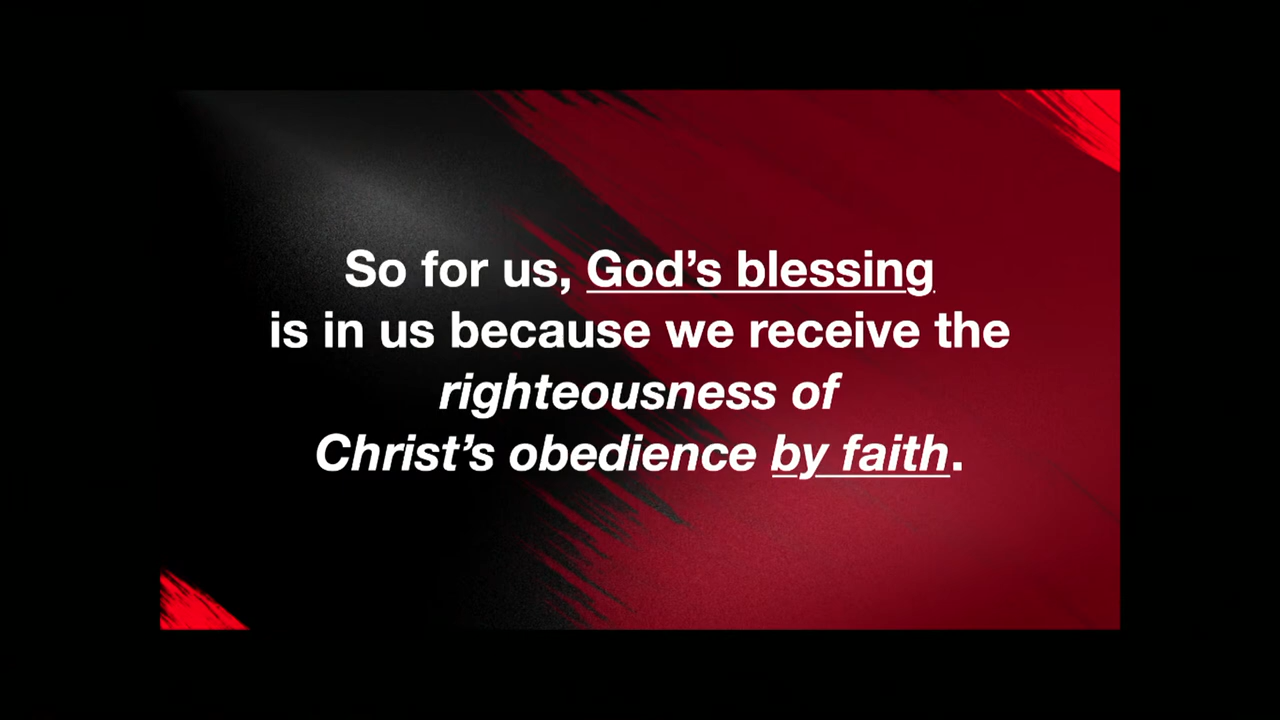 So for us, God’s blessing
is in us because we receive the
righteousness of
Christ’s obedience by faith.